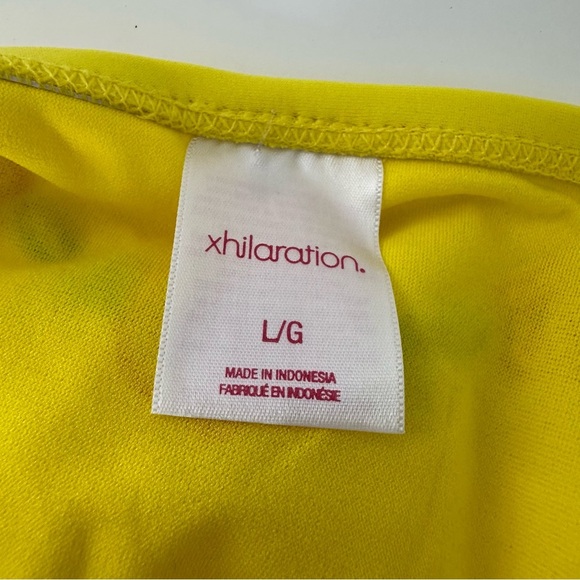 xhilaration.
L/G
MADE IN INDONESIA
FABRIQUÉ EN INDONÉSIE